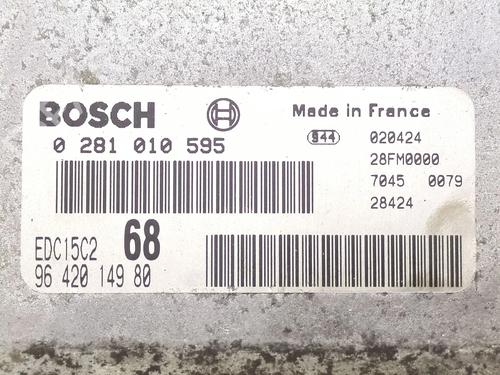 BOSCH Made in France
0 281 010 595 S44 020424
28FM0000
7045 0079
28424
EDC15C2 68
96 420 149 80